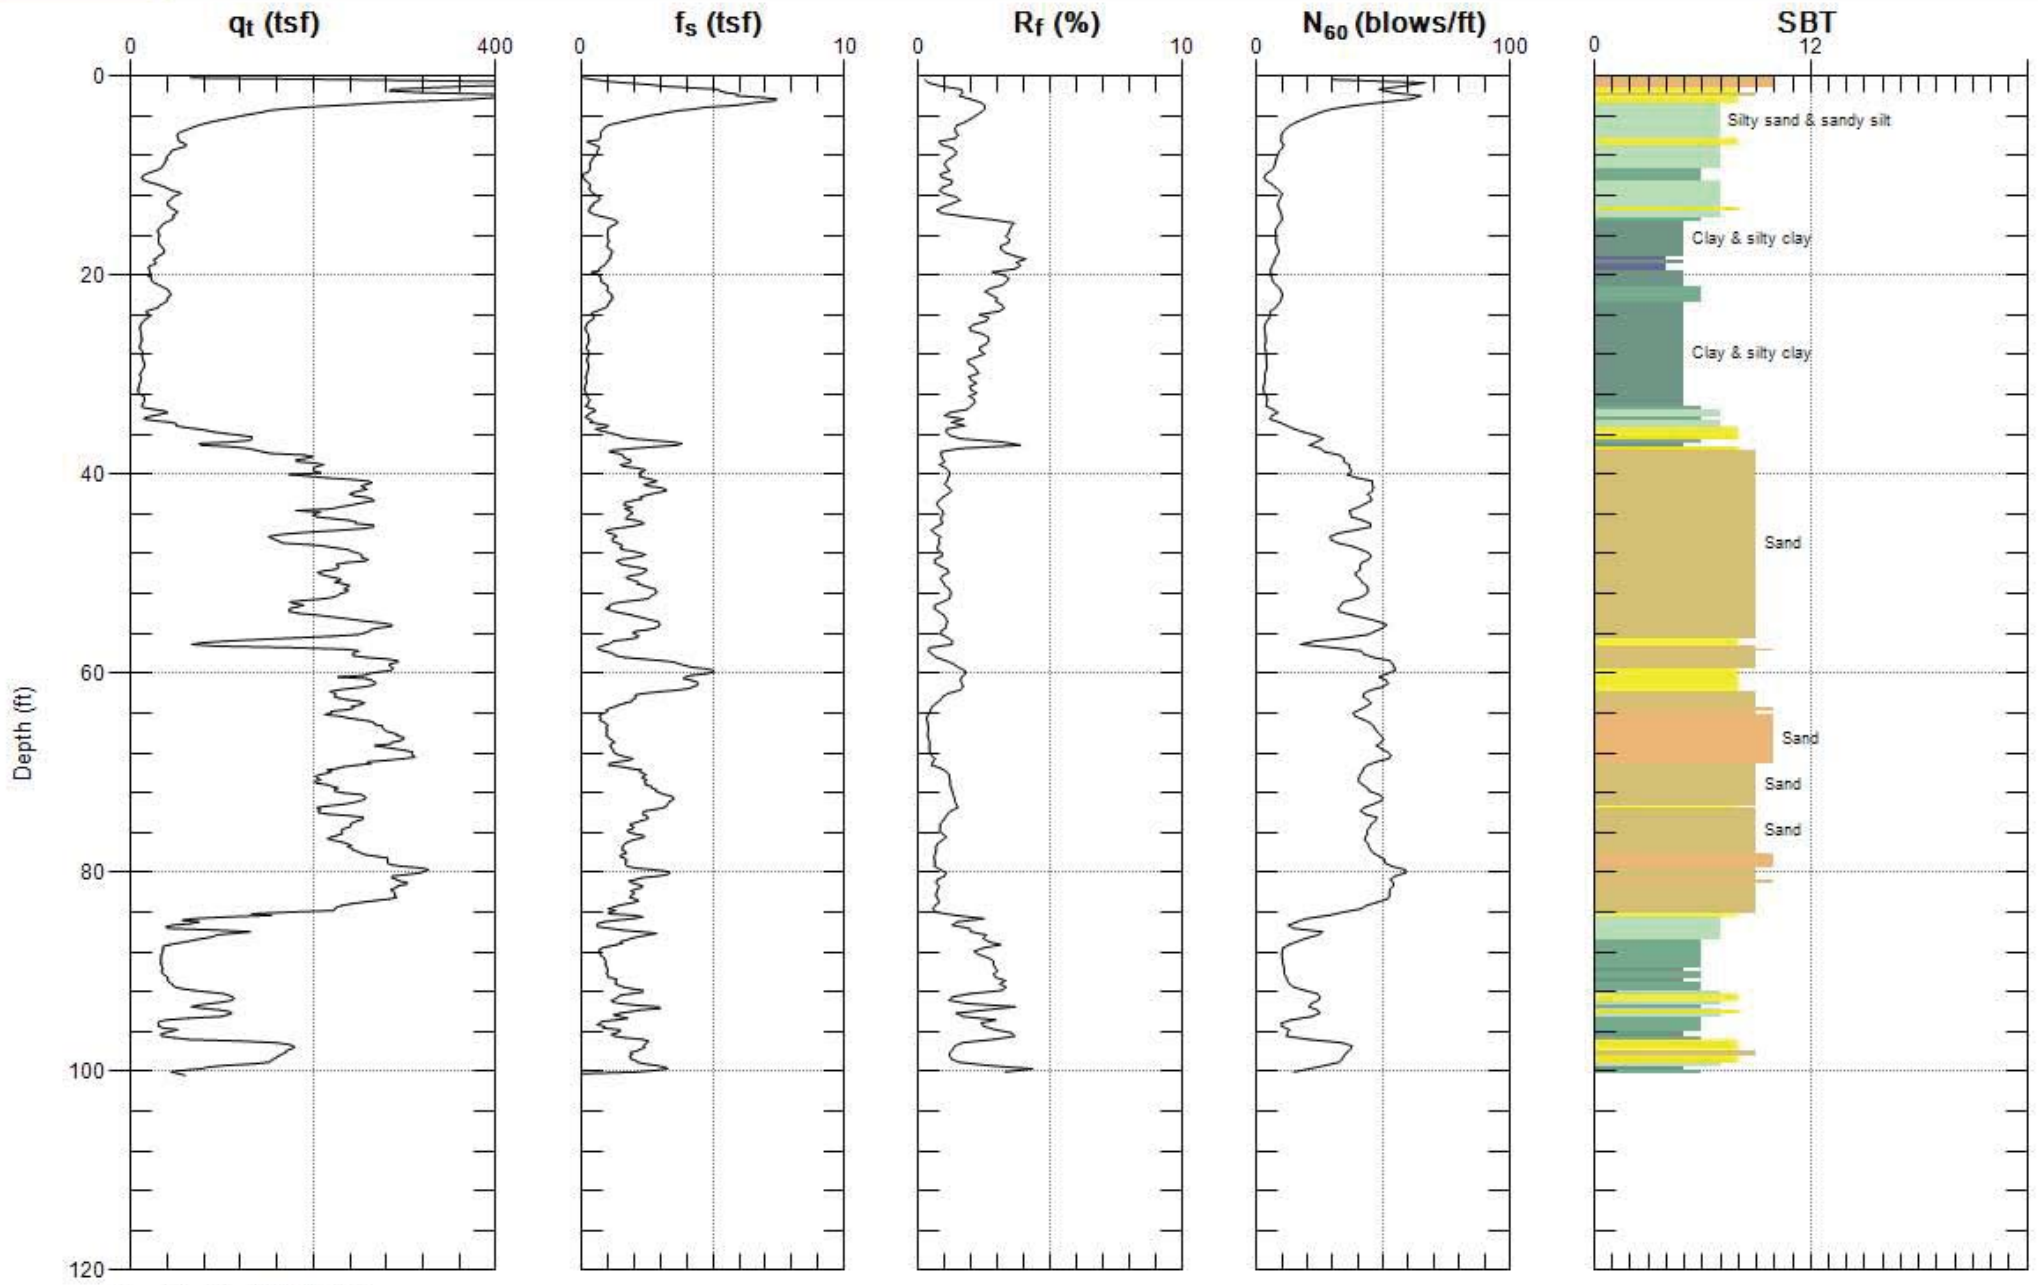 qt (tsf) fs (tsf) Rf (%) N60 (blows/ft) SBT
0 400 0 10 0 10 0 100 0 12
0
Silty sand & sandy silt
Clay & silty clay
20
Clay & silty clay
40
Sand
60
Depth (ft)
Sand
Sand
Sand
80
100
120